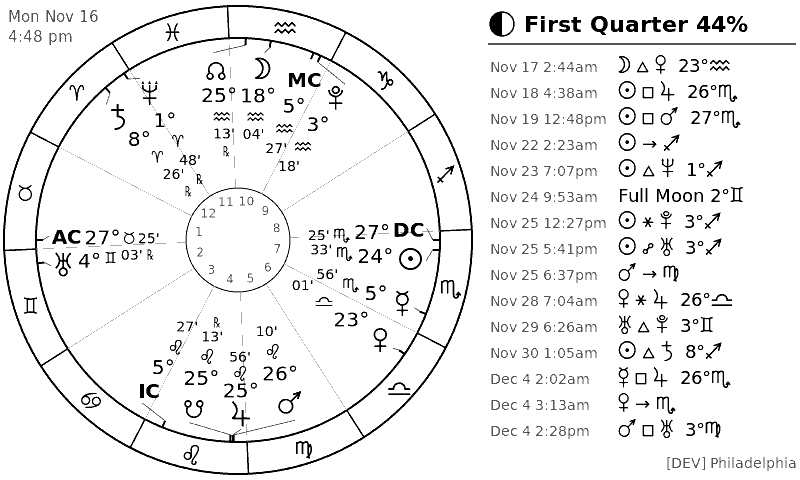 Mon Nov 16
4:48 pm
First Quarter 44%
Nov 17 2:44am ☽ △ ♀ 23°♒
Nov 18 4:38am ☉ □ ♃ 26°♏
Nov 19 12:48pm ☉ □ ♂ 27°♏
Nov 22 2:23am ☉ → ♐
Nov 23 7:07pm ☉ △ ♆ 1°♐
Nov 24 9:53am Full Moon 2°♊
Nov 25 12:27pm ☉ ⚹ ⯓ 3°♐
Nov 25 5:41pm ☉ ☍ ♅ 3°♐
Nov 25 6:37pm ♂ → ♍
Nov 28 7:04am ♀ ⚹ ♃ 26°♎
Nov 29 6:26am ♅ △ ⯓ 3°♊
Nov 30 1:05am ☉ △ ♄ 8°♐
Dec 4 2:02am ☿ □ ♃ 26°♏
Dec 4 3:13am ♀ → ♏
Dec 4 2:28pm ♂ □ ♅ 3°♍
[DEV] Philadelphia
♓ ♒ ♑ ♐ ♏ ♎ ♍ ♌ ♋ ♊ ♉ ♈
☊ 25° ♒ 13' ℞
☽ 18° ♒ 04'
MC 5° ♒ 27'
⯓ 3° ♒ 18'
♆ 1° ♈ 48' ℞
♄ 8° ♈ 26' ℞
AC 27° ♉ 25'
♅ 4° ♊ 03' ℞
25' ♏ 27° DC
33' ♏ 24° ☉
56' ♏ 5° ☿
01' ♎ 23° ♀
27' ♌ 5° IC
℞ 13' ♌ 25° ☋
56' ♌ 25° ♃
10' ♌ 26° ♂
1 2 3 4 5 6 7 8 9 10 11 12